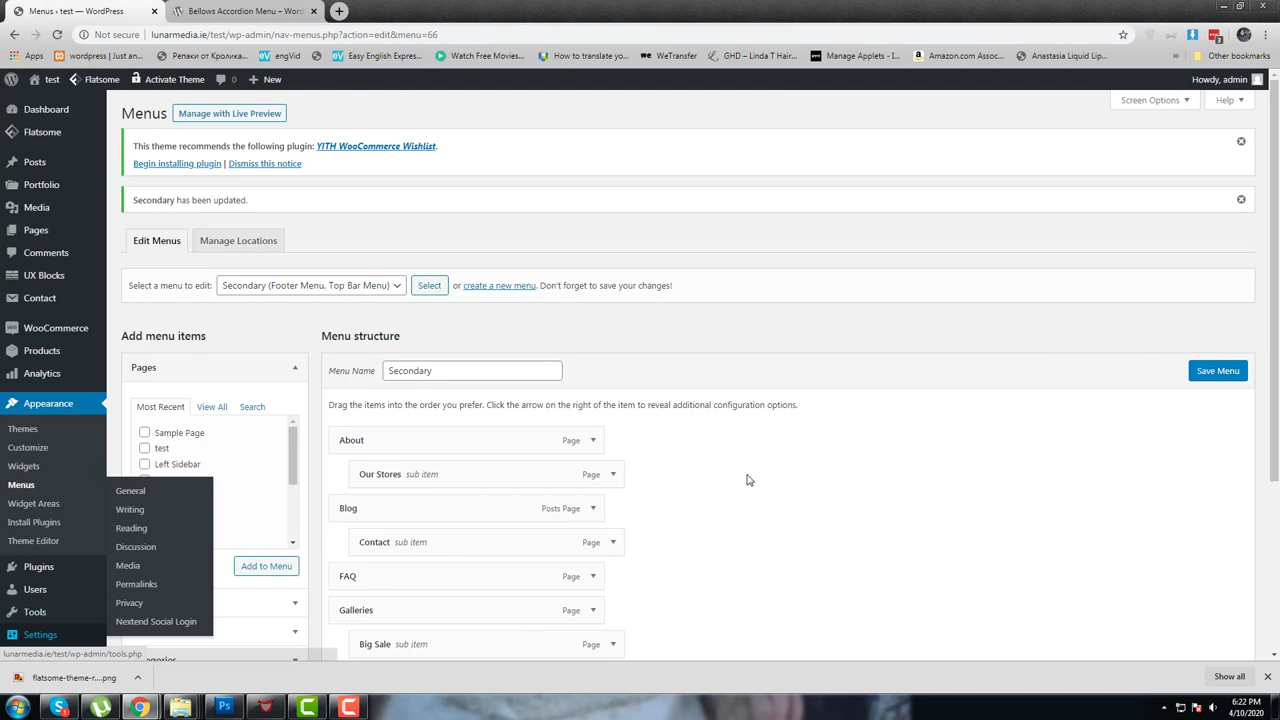 Menus ‹ test — WordPress
Bellows Accordion Menu – Word
Not secure
lunarmedia.ie/test/wp-admin/nav-menus.php?action=edit&menu=66
Apps
wordpress | Just an...
Репаки от Кролика...
engVid
Easy English Expres...
Watch Free Movies...
How to translate yo...
WeTransfer
GHD – Linda T Hair...
Manage Applets - I...
Amazon.com Assoc...
Anastasia Liquid Lip...
Other bookmarks
test
Flatsome
Activate Theme
0
New
Howdy, admin
Dashboard
Flatsome
Posts
Portfolio
Media
Pages
Comments
UX Blocks
Contact
WooCommerce
Products
Analytics
Appearance
Themes
Customize
Widgets
Menus
Widget Areas
Install Plugins
Theme Editor
Plugins
Users
Tools
Settings
General
Writing
Reading
Discussion
Media
Permalinks
Privacy
Nextend Social Login
Menus
Manage with Live Preview
Screen Options
Help
This theme recommends the following plugin: YITH WooCommerce Wishlist.
Begin installing plugin | Dismiss this notice
Secondary has been updated.
Edit Menus
Manage Locations
Select a menu to edit:
Secondary (Footer Menu, Top Bar Menu)
Select
or create a new menu. Don't forget to save your changes!
Add menu items
Pages
Most Recent
View All
Search
Sample Page
test
Left Sidebar
Add to Menu
Menu structure
Menu Name
Secondary
Save Menu
Drag the items into the order you prefer. Click the arrow on the right of the item to reveal additional configuration options.
About
Page
Our Stores sub item
Page
Blog
Posts Page
Contact sub item
Page
FAQ
Page
Galleries
Page
Big Sale sub item
Page
lunarmedia.ie/test/wp-admin/tools.php
flatsome-theme-r....png
Show all
6:22 PM
4/10/2020